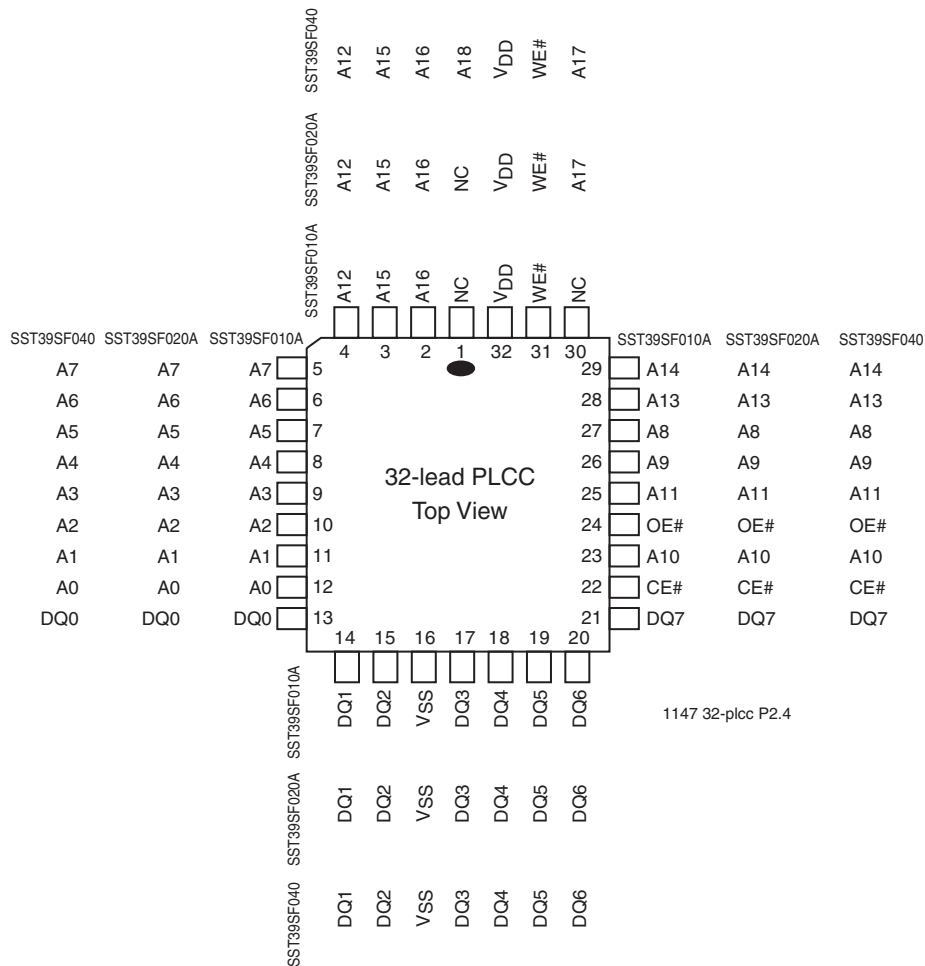 SST39SF040 A12 A15 A16 A18 VDD WE# A17
SST39SF020A A12 A15 A16 NC VDD WE# A17
SST39SF010A A12 A15 A16 NC VDD WE# NC
4 3 2 1 32 31 30
SST39SF040 SST39SF020A SST39SF010A SST39SF010A SST39SF020A SST39SF040
A7 A7 A7 5 29 A14 A14 A14
A6 A6 A6 6 28 A13 A13 A13
A5 A5 A5 7 27 A8 A8 A8
A4 A4 A4 8 26 A9 A9 A9
A3 A3 A3 9 25 A11 A11 A11
A2 A2 A2 10 24 OE# OE# OE#
A1 A1 A1 11 23 A10 A10 A10
A0 A0 A0 12 22 CE# CE# CE#
DQ0 DQ0 DQ0 13 21 DQ7 DQ7 DQ7
32-lead PLCC
Top View
14 15 16 17 18 19 20
SST39SF010A DQ1 DQ2 VSS DQ3 DQ4 DQ5 DQ6
1147 32-plcc P2.4
SST39SF020A DQ1 DQ2 VSS DQ3 DQ4 DQ5 DQ6
SST39SF040 DQ1 DQ2 VSS DQ3 DQ4 DQ5 DQ6